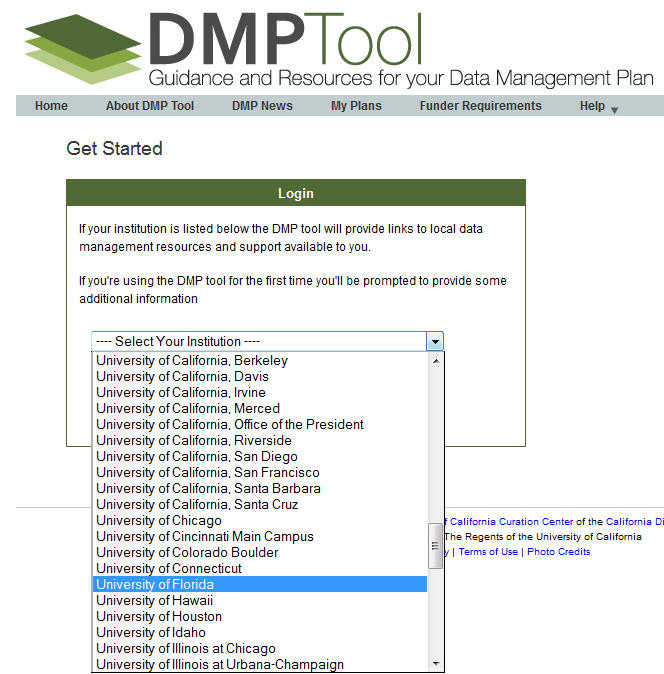 DMPTool
Guidance and Resources for your Data Management Plan
Home About DMP Tool DMP News My Plans Funder Requirements Help
Get Started
Login
If your institution is listed below the DMP tool will provide links to local data
management resources and support available to you.
If you're using the DMP tool for the first time you'll be prompted to provide some
additional information
---- Select Your Institution ----
University of California, Berkeley
University of California, Davis
University of California, Irvine
University of California, Merced
University of California, Office of the President
University of California, Riverside
University of California, San Diego
University of California, San Francisco
University of California, Santa Barbara
University of California, Santa Cruz
University of Chicago
University of Cincinnati Main Campus
University of Colorado Boulder
University of Connecticut
University of Florida
University of Hawaii
University of Houston
University of Idaho
University of Illinois at Chicago
University of Illinois at Urbana-Champaign
f California Curation Center of the California Di
The Regents of the University of California
y | Terms of Use | Photo Credits